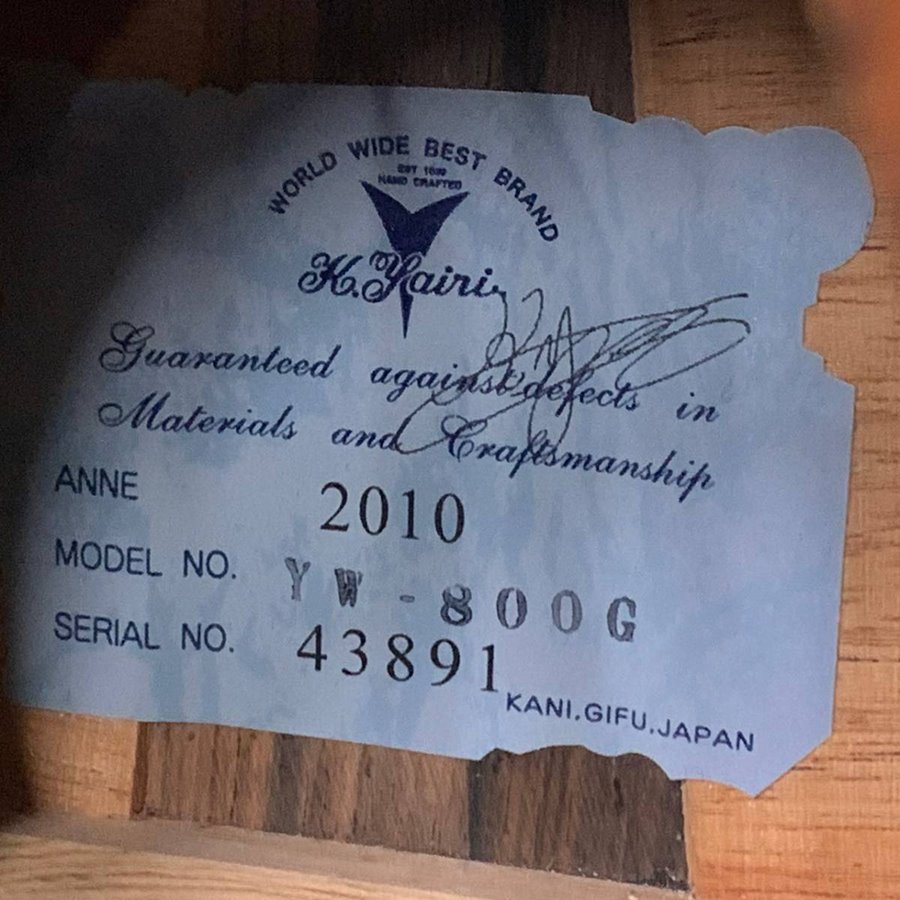 WORLD WIDE BEST BRAND
HAND CRAFTED
K.Yairi
Guaranteed against defects in
Materials and Craftsmanship
ANNE 2010
MODEL NO. YW-800G
SERIAL NO. 43891
KANI.GIFU.JAPAN